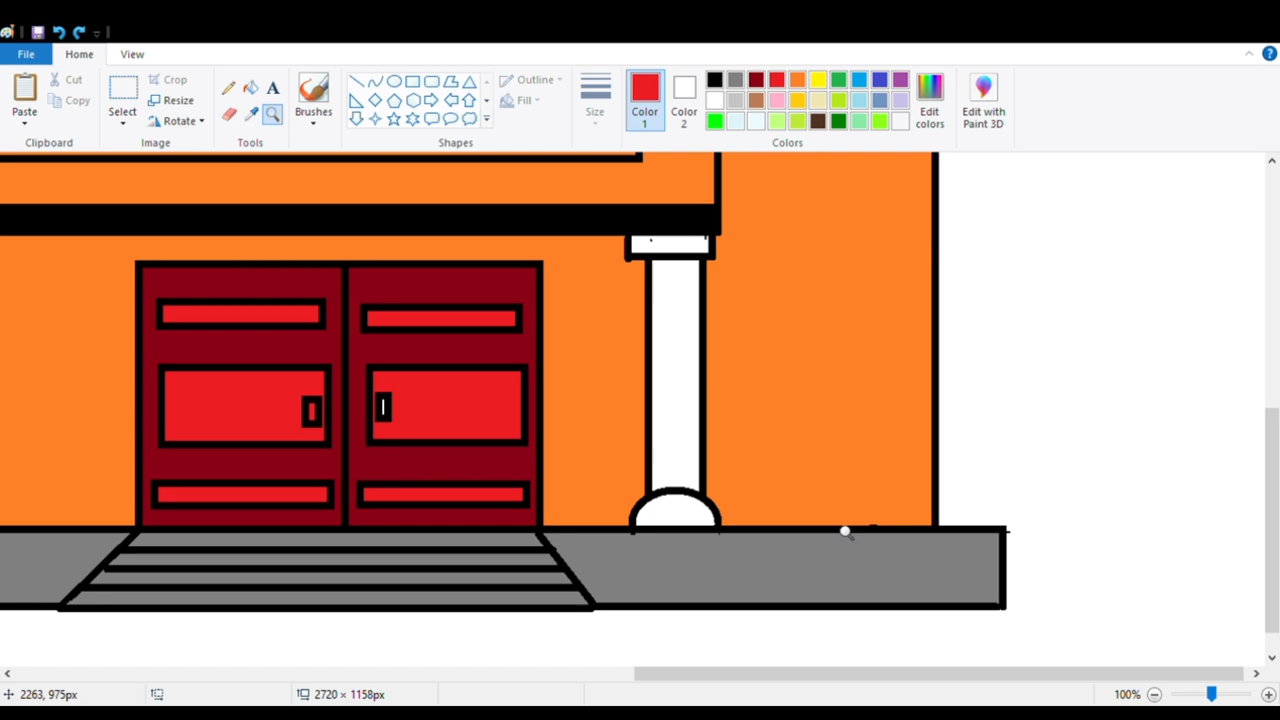 File Home View
Paste
Cut
Copy
Clipboard
Select
Crop
Resize
Rotate
Image
A
Tools
Brushes
Shapes
Outline
Fill
Size
Color
1
Color
2
Edit
colors
Colors
Edit with
Paint 3D
?
2263, 975px
2720 × 1158px
100%